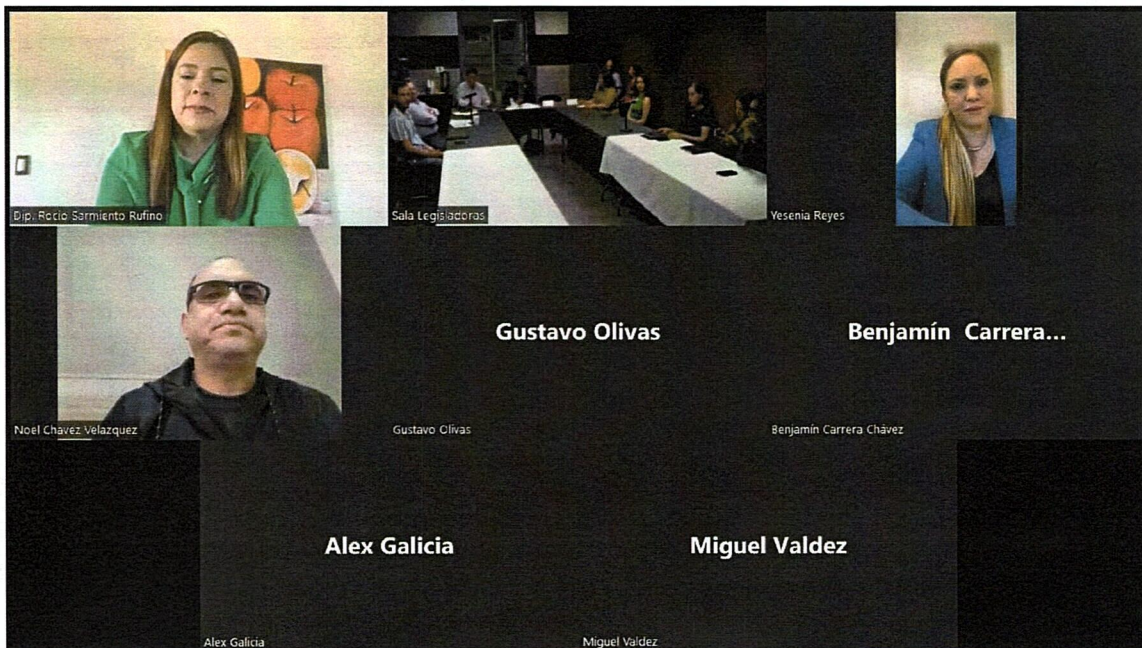 Dip. Rocio Sarmiento Rufino
Sala Legisladoras
Yesenia Reyes
Noel Chavez Velazquez
Gustavo Olivas
Gustavo Olivas
Benjamín Carrera...
Benjamín Carrera Chávez
Alex Galicia
Alex Galicia
Miguel Valdez
Miguel Valdez